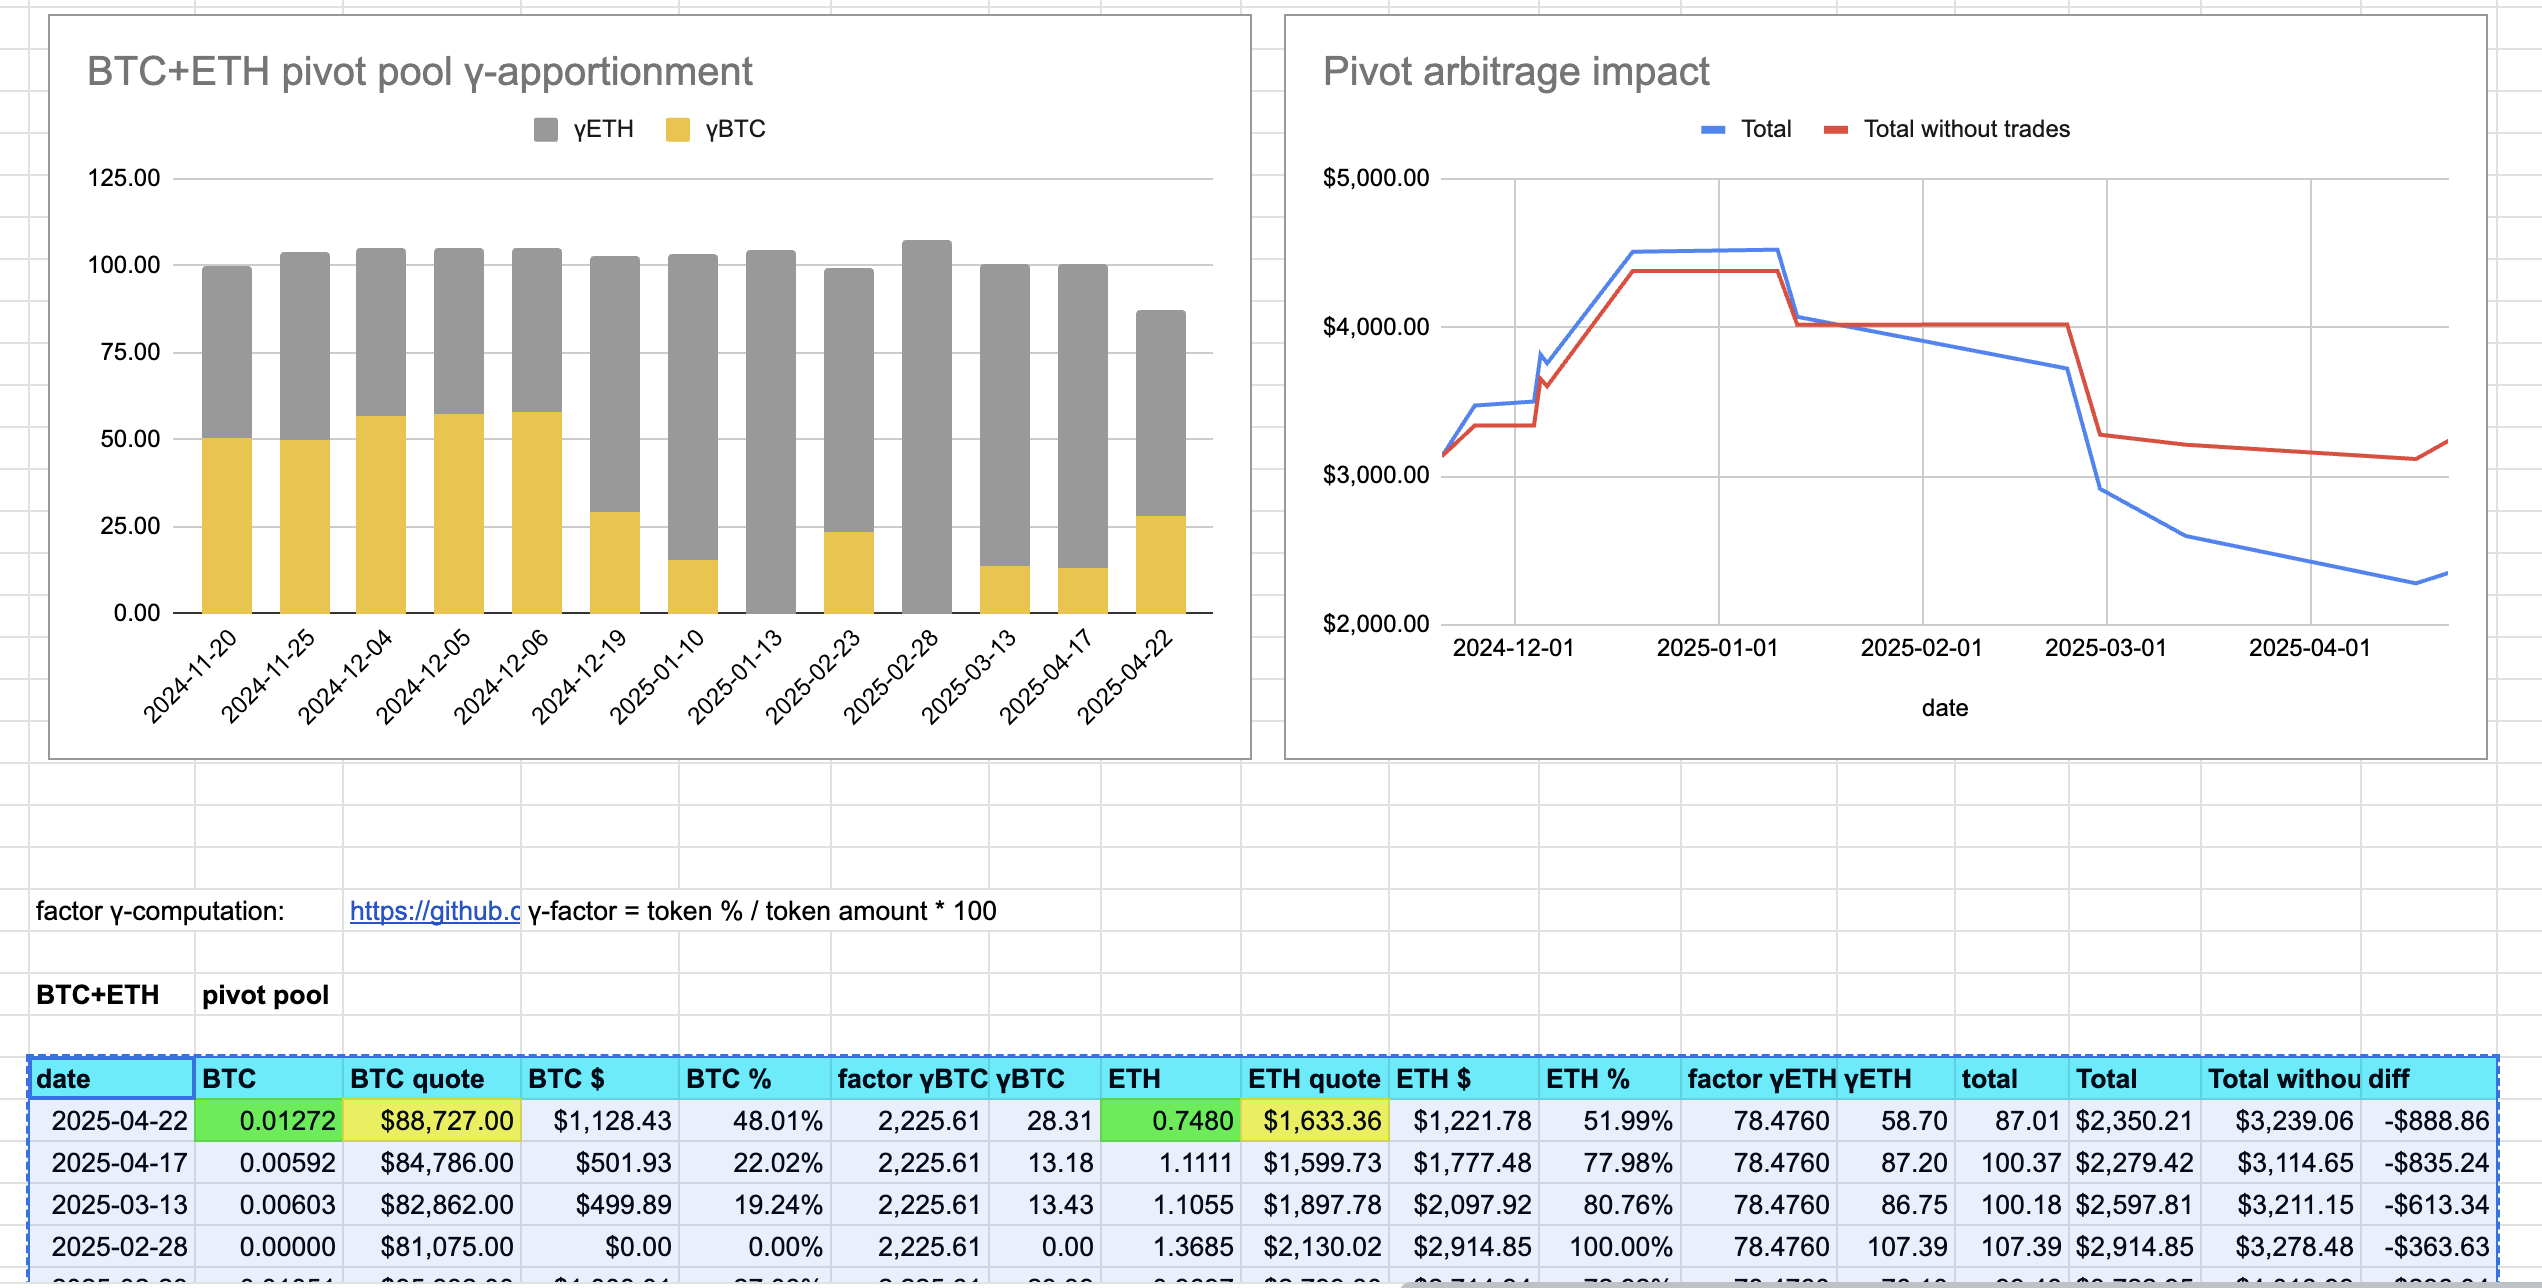 BTC+ETH pivot pool γ-apportionment
γETH γBTC
125.00
100.00
75.00
50.00
25.00
0.00
2024-11-20 2024-11-25 2024-12-04 2024-12-05 2024-12-06 2024-12-19 2025-01-10 2025-01-13 2025-02-23 2025-02-28 2025-03-13 2025-04-17 2025-04-22
Pivot arbitrage impact
Total Total without trades
$5,000.00
$4,000.00
$3,000.00
$2,000.00
2024-12-01 2025-01-01 2025-02-01 2025-03-01 2025-04-01
date
factor γ-computation: https://github.c γ-factor = token % / token amount * 100
BTC+ETH pivot pool
date BTC BTC quote BTC $ BTC % factor γBTC γBTC ETH ETH quote ETH $ ETH % factor γETH γETH total Total Total withou diff
2025-04-22 0.01272 $88,727.00 $1,128.43 48.01% 2,225.61 28.31 0.7480 $1,633.36 $1,221.78 51.99% 78.4760 58.70 87.01 $2,350.21 $3,239.06 -$888.86
2025-04-17 0.00592 $84,786.00 $501.93 22.02% 2,225.61 13.18 1.1111 $1,599.73 $1,777.48 77.98% 78.4760 87.20 100.37 $2,279.42 $3,114.65 -$835.24
2025-03-13 0.00603 $82,862.00 $499.89 19.24% 2,225.61 13.43 1.1055 $1,897.78 $2,097.92 80.76% 78.4760 86.75 100.18 $2,597.81 $3,211.15 -$613.34
2025-02-28 0.00000 $81,075.00 $0.00 0.00% 2,225.61 0.00 1.3685 $2,130.02 $2,914.85 100.00% 78.4760 107.39 107.39 $2,914.85 $3,278.48 -$363.63